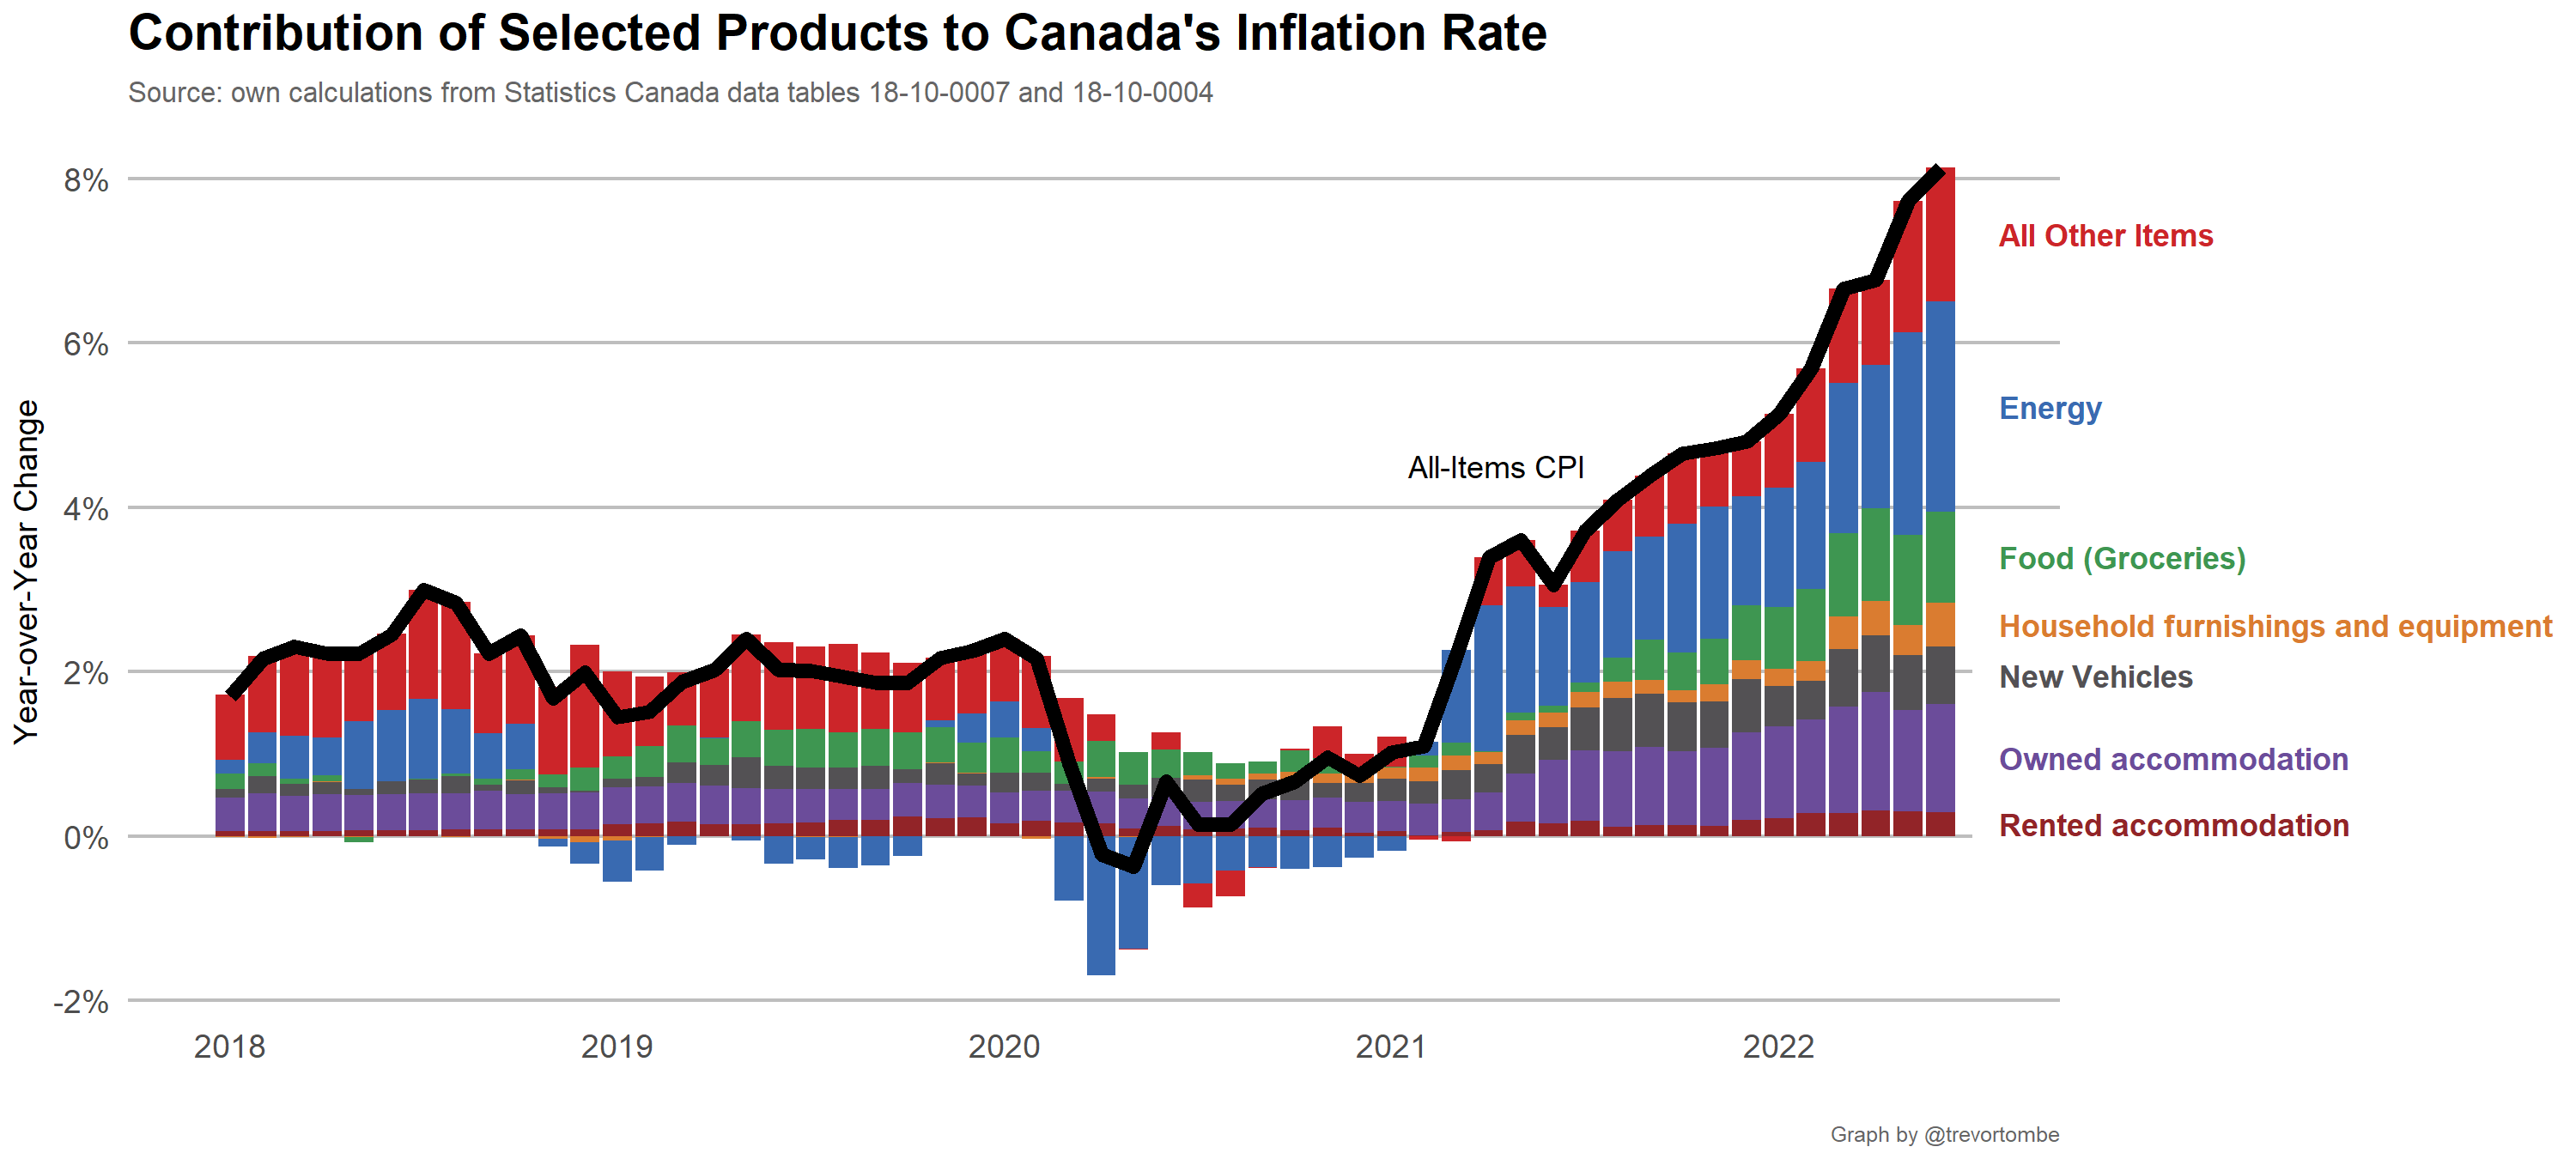 Contribution of Selected Products to Canada's Inflation Rate
Source: own calculations from Statistics Canada data tables 18-10-0007 and 18-10-0004
Year-over-Year Change
8%
6%
4%
2%
0%
-2%
All-Items CPI
All Other Items
Energy
Food (Groceries)
Household furnishings and equipment
New Vehicles
Owned accommodation
Rented accommodation
2018 2019 2020 2021 2022
Graph by @trevortombe